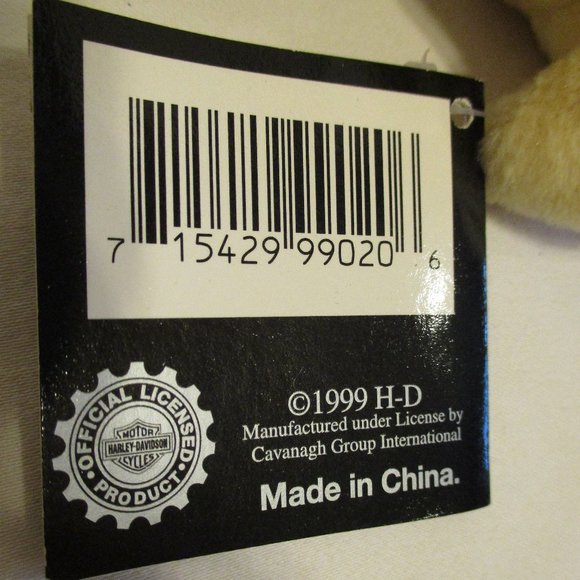 7 15429 99020 6
OFFICIAL LICENSED
MOTOR
HARLEY-DAVIDSON
CYCLES
• PRODUCT •
©1999 H-D
Manufactured under License by
Cavanagh Group International
Made in China.